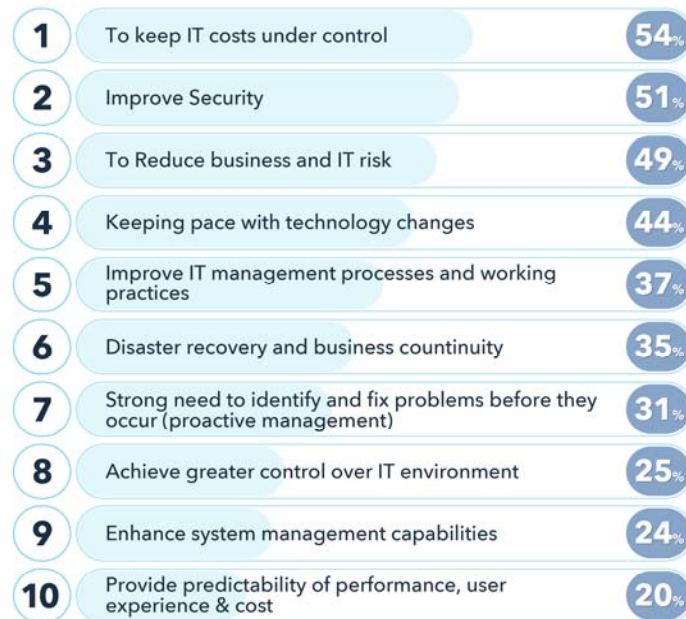 1 To keep IT costs under control 54%
2 Improve Security 51%
3 To Reduce business and IT risk 49%
4 Keeping pace with technology changes 44%
5 Improve IT management processes and working
practices 37%
6 Disaster recovery and business countinuity 35%
7 Strong need to identify and fix problems before they
occur (proactive management) 31%
8 Achieve greater control over IT environment 25%
9 Enhance system management capabilities 24%
10 Provide predictability of performance, user
experience & cost 20%